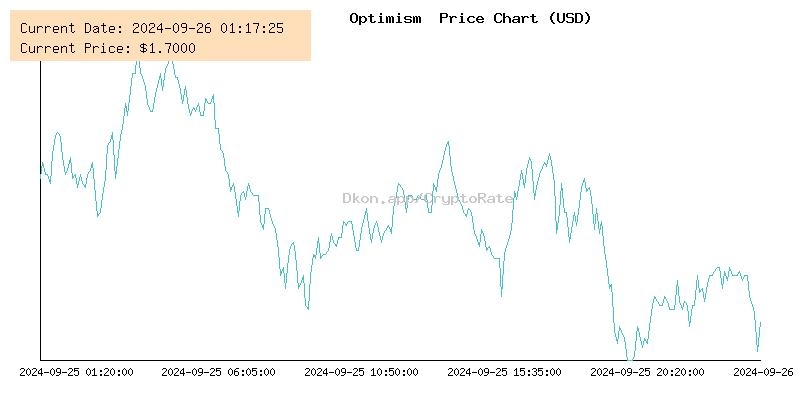 Optimism Price Chart (USD)
Current Date: 2024-09-26 01:17:25
Current Price: $1.7000
Dkon.app/CryptoRate
2024-09-25 01:20:00 2024-09-25 06:05:00 2024-09-25 10:50:00 2024-09-25 15:35:00 2024-09-25 20:20:00 2024-09-26